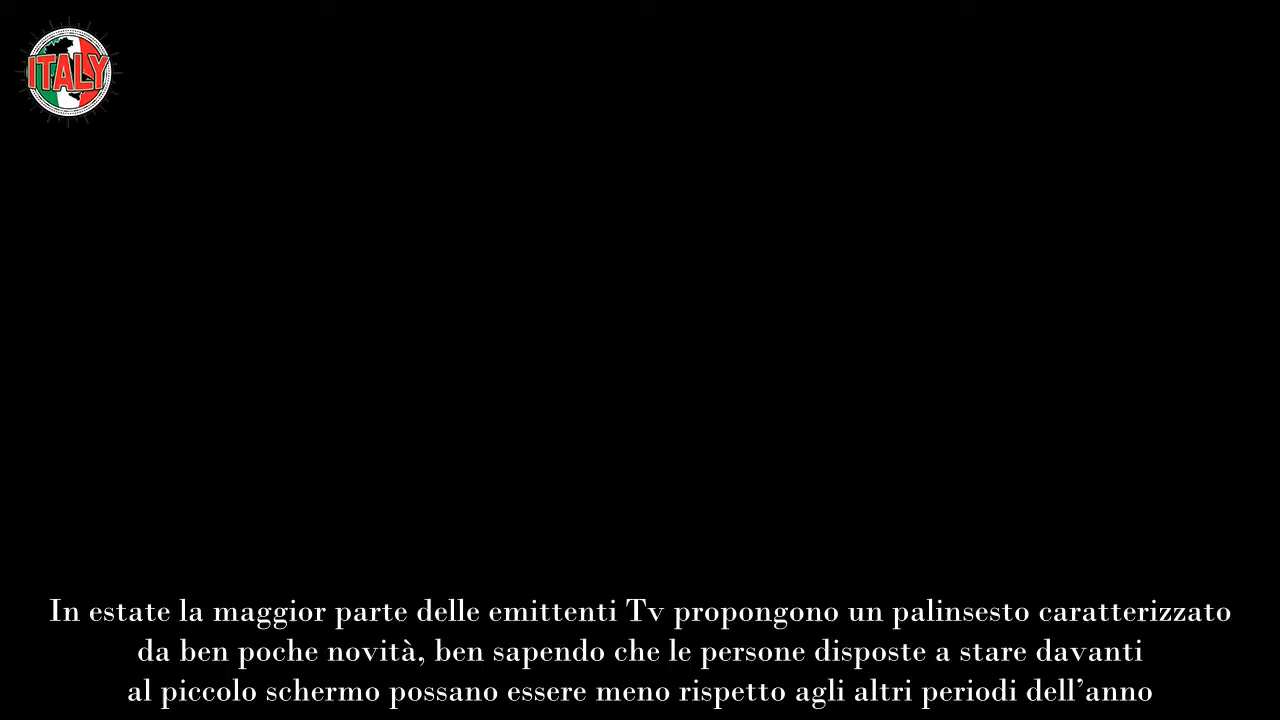 ITALY
In estate la maggior parte delle emittenti Tv propongono un palinsesto caratterizzato
da ben poche novità, ben sapendo che le persone disposte a stare davanti
al piccolo schermo possano essere meno rispetto agli altri periodi dell’anno